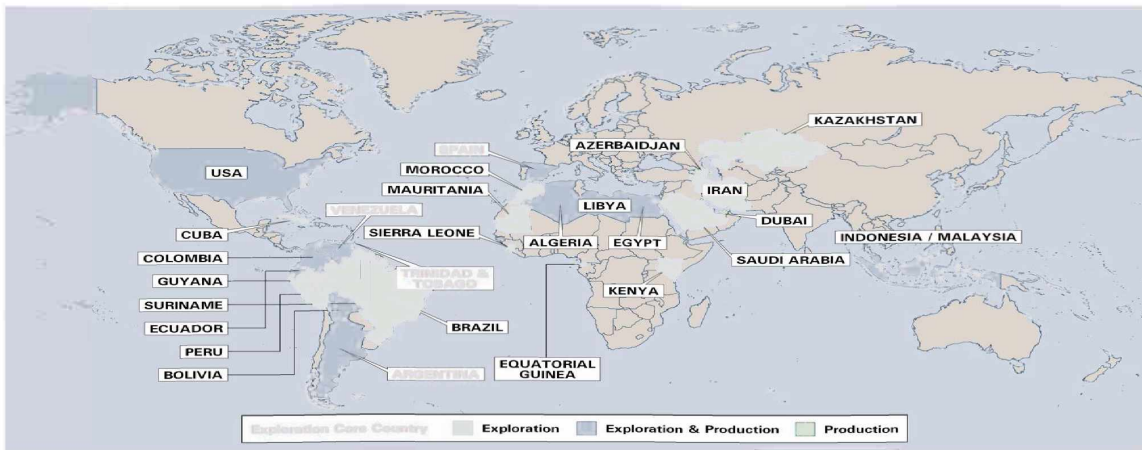 KAZAKHSTAN
SPAIN
AZERBAIDJAN
MOROCCO
USA
MAURITANIA
IRAN
LIBYA
VENEZUELA
DUBAI
CUBA
SIERRA LEONE
ALGERIA
EGYPT
INDONESIA / MALAYSIA
COLOMBIA
SAUDI ARABIA
GUYANA
TRINIDAD &
TOBAGO
KENYA
SURINAME
ECUADOR
BRAZIL
PERU
EQUATORIAL
GUINEA
BOLIVIA
ARGENTINA
Exploration Core Country Exploration Exploration & Production Production